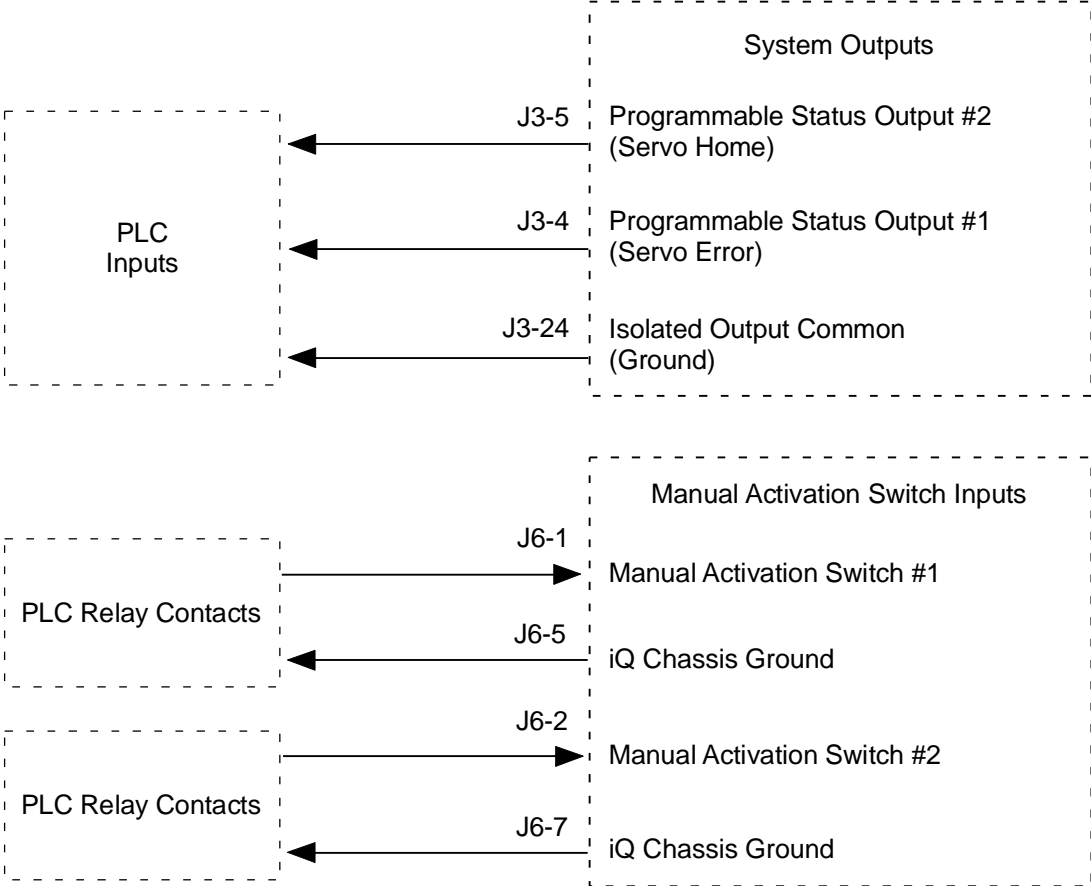 System Outputs
J3-5
Programmable Status Output #2
(Servo Home)
J3-4
Programmable Status Output #1
(Servo Error)
PLC
Inputs
J3-24
Isolated Output Common
(Ground)
Manual Activation Switch Inputs
J6-1
Manual Activation Switch #1
PLC Relay Contacts
J6-5
iQ Chassis Ground
J6-2
Manual Activation Switch #2
PLC Relay Contacts
J6-7
iQ Chassis Ground